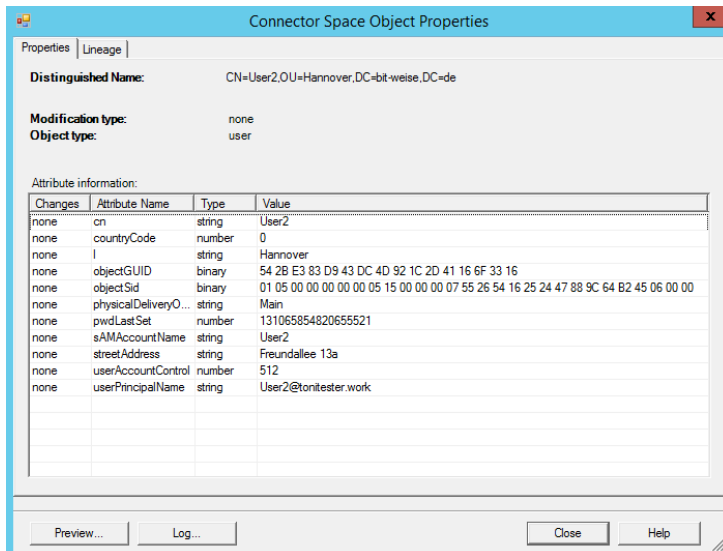 Connector Space Object Properties
x
Properties Lineage
Distinguished Name: CN=User2,OU=Hannover,DC=bit-weise,DC=de
Modification type: none
Object type: user
Attribute information:
Changes Attribute Name Type Value
none cn string User2
none countryCode number 0
none l string Hannover
none objectGUID binary 54 2B E3 83 D9 43 DC 4D 92 1C 2D 41 16 6F 33 16
none objectSid binary 01 05 00 00 00 00 00 05 15 00 00 00 07 55 26 54 16 25 24 47 88 9C 64 B2 45 06 00 00
none physicalDeliveryO... string Main
none pwdLastSet number 131065854820655521
none sAMAccountName string User2
none streetAddress string Freundallee 13a
none userAccountControl number 512
none userPrincipalName string User2@tonitester.work
Preview... Log... Close Help